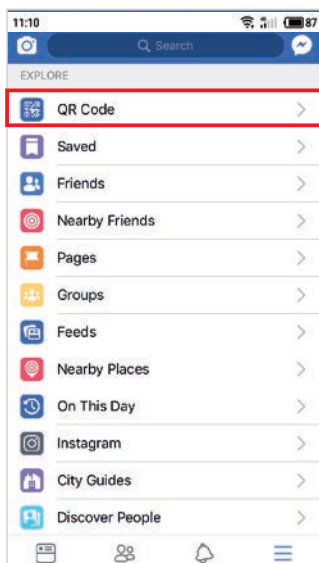 11:10 87
Search
EXPLORE
QR Code
Saved
Friends
Nearby Friends
Pages
Groups
Feeds
Nearby Places
On This Day
Instagram
City Guides
Discover People